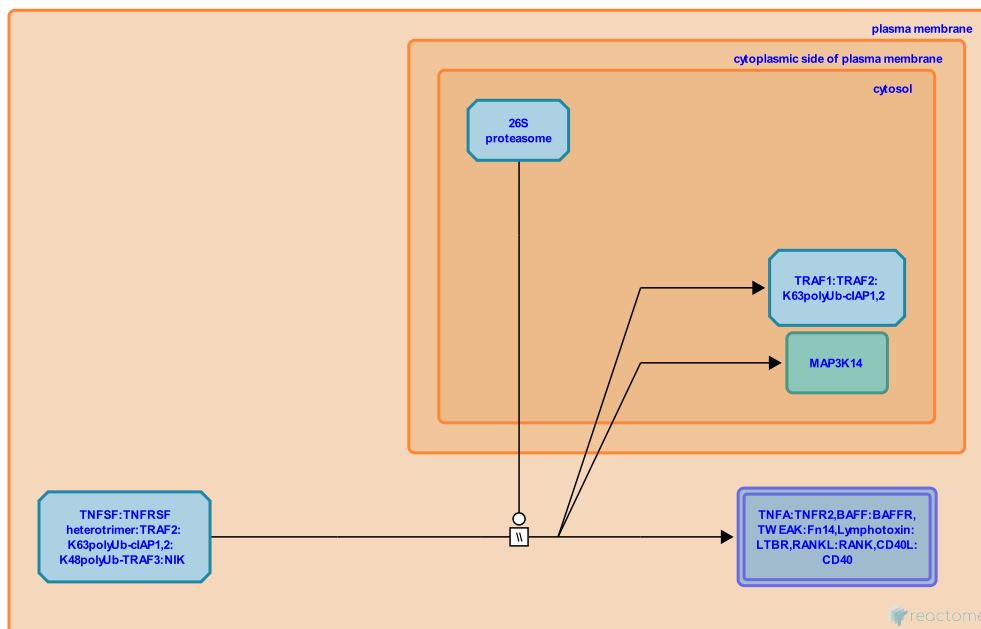 plasma membrane
cytoplasmic side of plasma membrane
cytosol
26S
proteasome
TRAF1:TRAF2:
K63polyUb-cIAP1,2
MAP3K14
TNFSF:TNFRSF
heterotrimer:TRAF2:
K63polyUb-cIAP1,2:
K48polyUb-TRAF3:NIK
\\
TNFA:TNFR2,BAFF:BAFFR,
TWEAK:Fn14,Lymphotoxin:
LTBR,RANKL:RANK,CD40L:
CD40
reactome